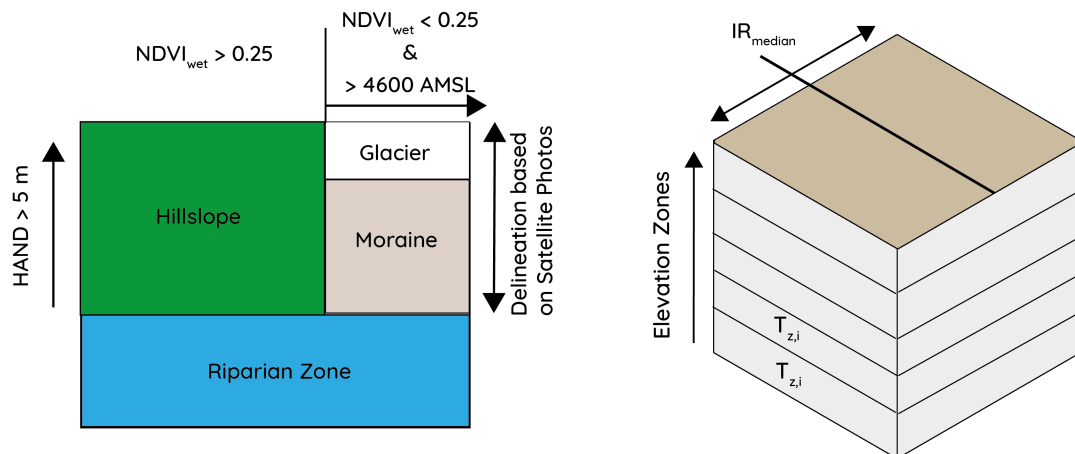 NDVIwet > 0.25
NDVIwet < 0.25
&
> 4600 AMSL
HAND > 5 m
Hillslope
Glacier
Moraine
Riparian Zone
Delineation based
on Satellite Photos
IRmedian
Elevation Zones
Tz,i
Tz,i